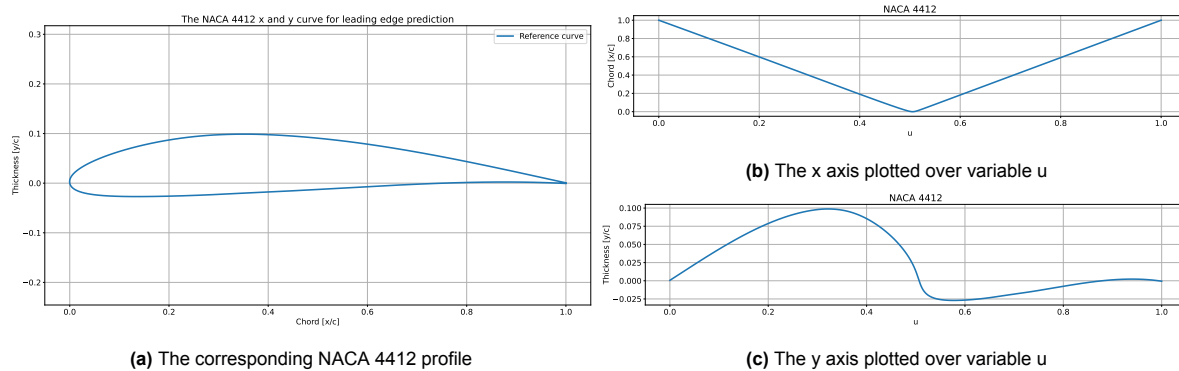 The NACA 4412 x and y curve for leading edge prediction
Reference curve
Thickness [y/c]
0.3
0.2
0.1
0.0
−0.1
−0.2
0.0 0.2 0.4 0.6 0.8 1.0
Chord [x/c]
(a) The corresponding NACA 4412 profile
NACA 4412
Chord [x/c]
1.0
0.8
0.6
0.4
0.2
0.0
0.0 0.2 0.4 0.6 0.8 1.0
u
(b) The x axis plotted over variable u
NACA 4412
Thickness [y/c]
0.100
0.075
0.050
0.025
0.000
−0.025
0.0 0.2 0.4 0.6 0.8 1.0
u
(c) The y axis plotted over variable u